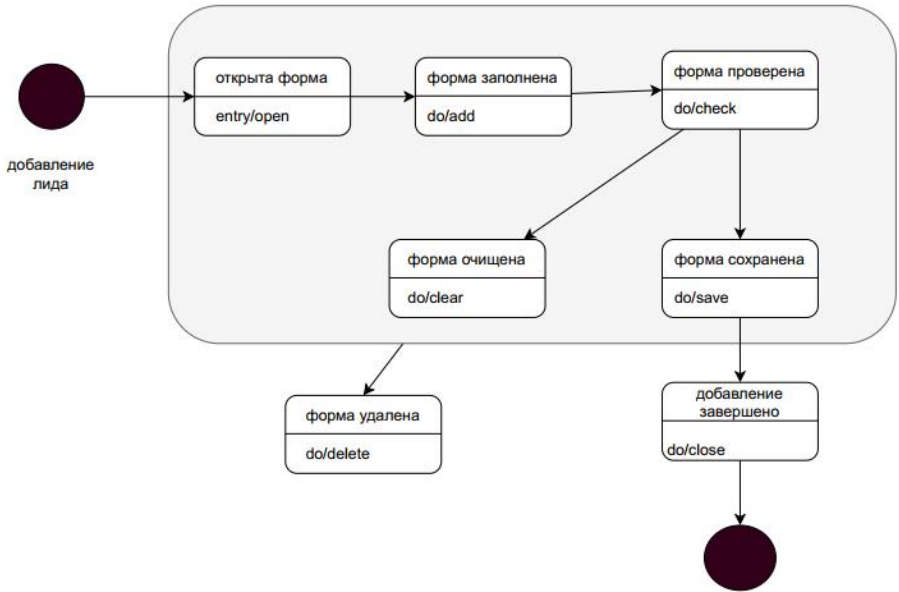 открыта форма
entry/open
форма заполнена
do/add
форма проверена
do/check
добавление
лида
форма очищена
do/clear
форма сохранена
do/save
форма удалена
do/delete
добавление
завершено
do/close